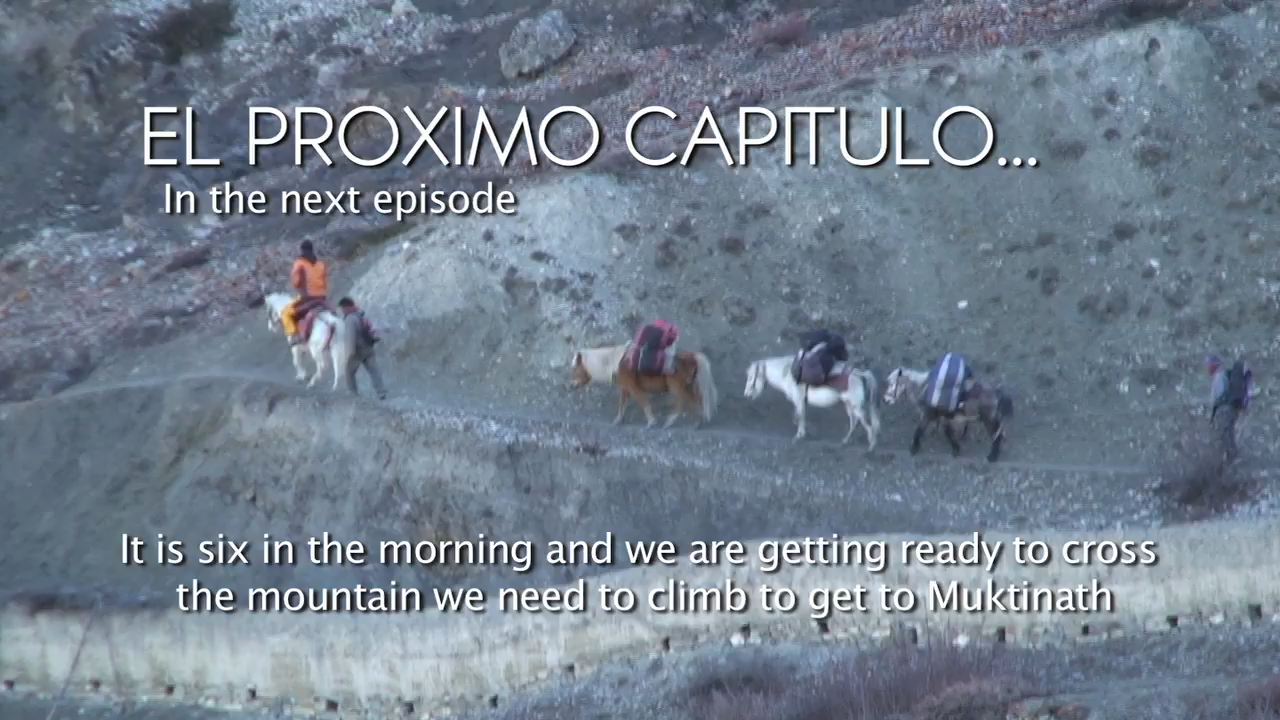 EL PROXIMO CAPITULO...
In the next episode
It is six in the morning and we are getting ready to cross
the mountain we need to climb to get to Muktinath